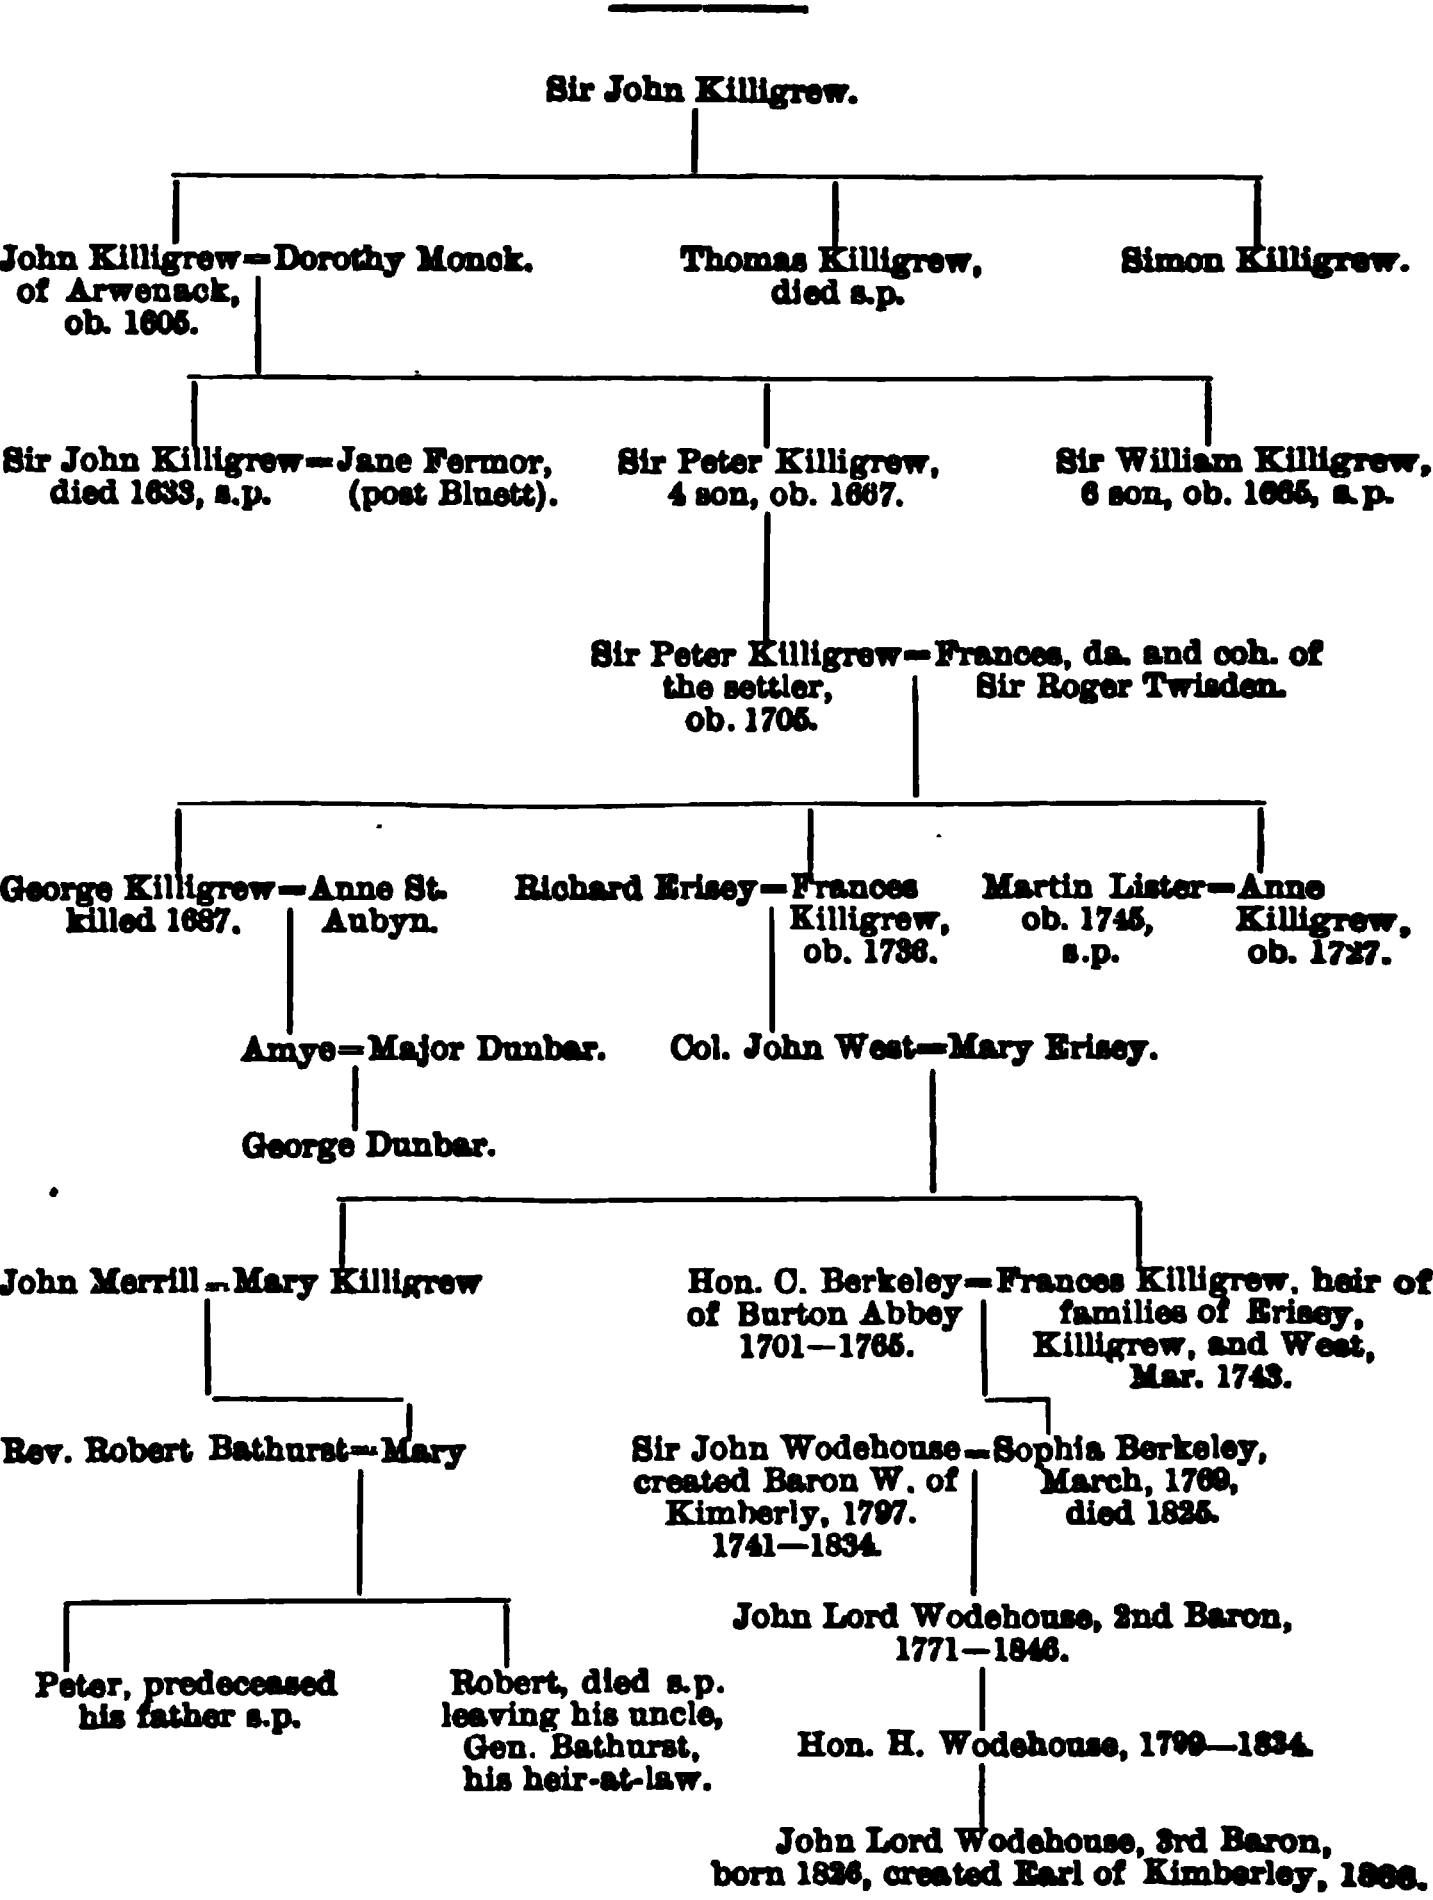 Sir John Killigrew.
John Killigrew=Dorothy Monck.
of Arwenack,
ob. 1605.
Thomas Killigrew,
died s.p.
Simon Killigrew.
Sir John Killigrew=Jane Fermor,
died 1633, s.p. (post Bluett).
Sir Peter Killigrew,
4 son, ob. 1667.
Sir William Killigrew,
6 son, ob. 1665, s.p.
Sir Peter Killigrew=Frances, da. and coh. of
the settler, Sir Roger Twisden.
ob. 1705.
George Killigrew=Anne St.
killed 1687. Aubyn.
Richard Erisey=Frances
Killigrew,
ob. 1736.
Martin Lister=Anne
ob. 1745, Killigrew,
s.p. ob. 1727.
Amye=Major Dunbar.
Col. John West=Mary Erisey.
George Dunbar.
John Merrill=Mary Killigrew
Hon. C. Berkeley=Frances Killigrew, heir of
of Burton Abbey families of Erisey,
1701—1765. Killigrew, and West,
Mar. 1743.
Rev. Robert Bathurst=Mary
Sir John Wodehouse=Sophia Berkeley,
created Baron W. of March, 1769,
Kimberly, 1797. died 1825.
1741—1834.
John Lord Wodehouse, 2nd Baron,
1771—1846.
Peter, predeceased
his father s.p.
Robert, died s.p.
leaving his uncle,
Gen. Bathurst,
his heir-at-law.
Hon. H. Wodehouse, 1799—1834.
John Lord Wodehouse, 3rd Baron,
born 1826, created Earl of Kimberley, 1866.